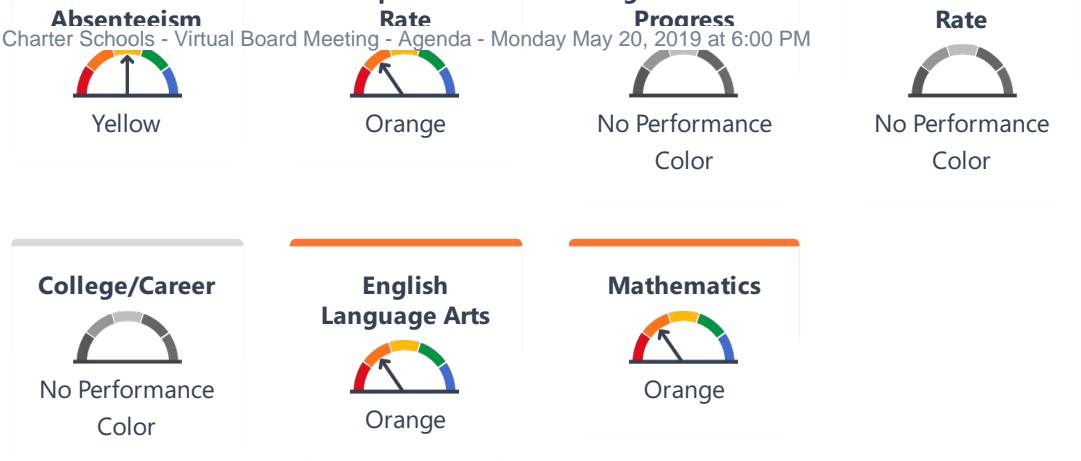 Absenteeism
Rate
Progress
Rate
Charter Schools - Virtual Board Meeting - Agenda - Monday May 20, 2019 at 6:00 PM
Yellow
Orange
No Performance
Color
No Performance
Color
College/Career
No Performance
Color
English
Language Arts
Orange
Mathematics
Orange